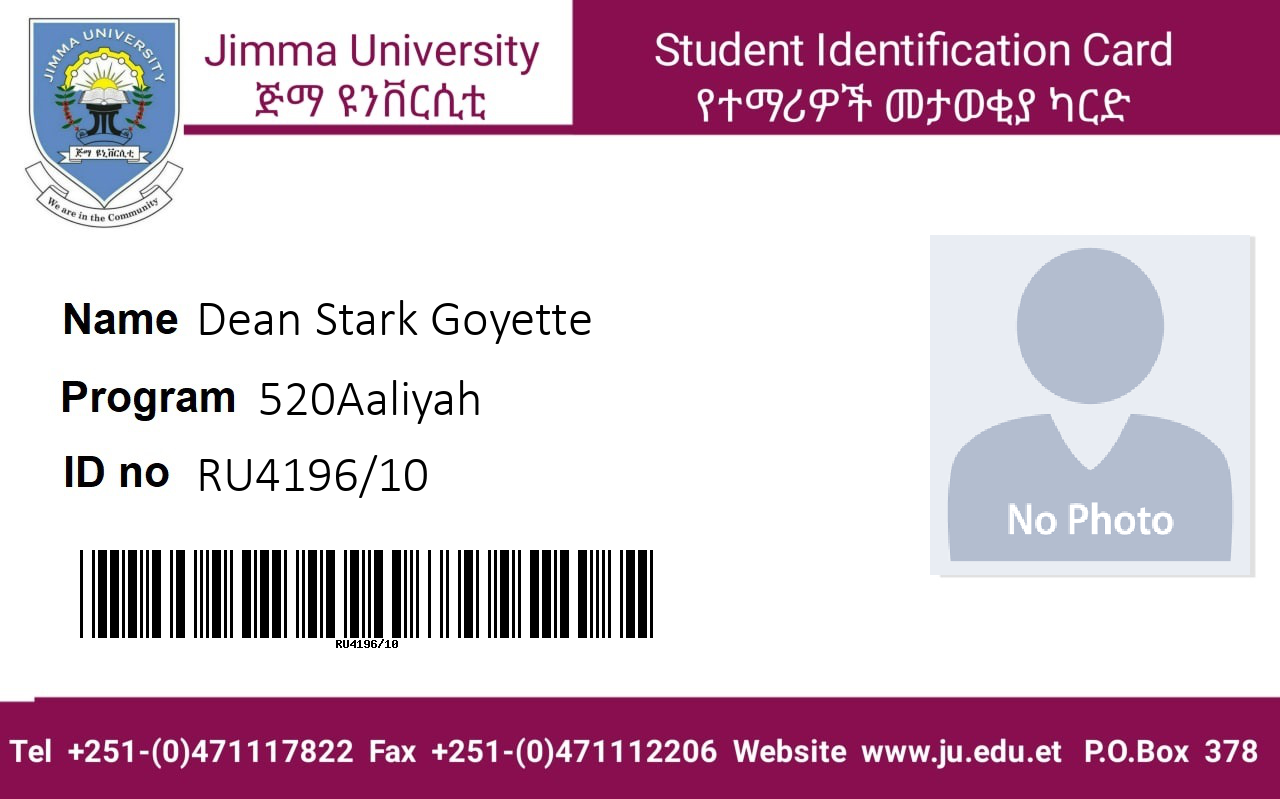 JIMMA UNIVERSITY
ጅማ ዩኒቨርሲቲ
We are in the Community
Jimma University
ጅማ ዩንቨርሲቲ
Student Identification Card
የተማሪዎች መታወቂያ ካርድ
Name Dean Stark Goyette
Program 520Aaliyah
ID no RU4196/10
No Photo
RU4196/10
Tel +251-(0)471117822 Fax +251-(0)471112206 Website www.ju.edu.et P.O.Box 378